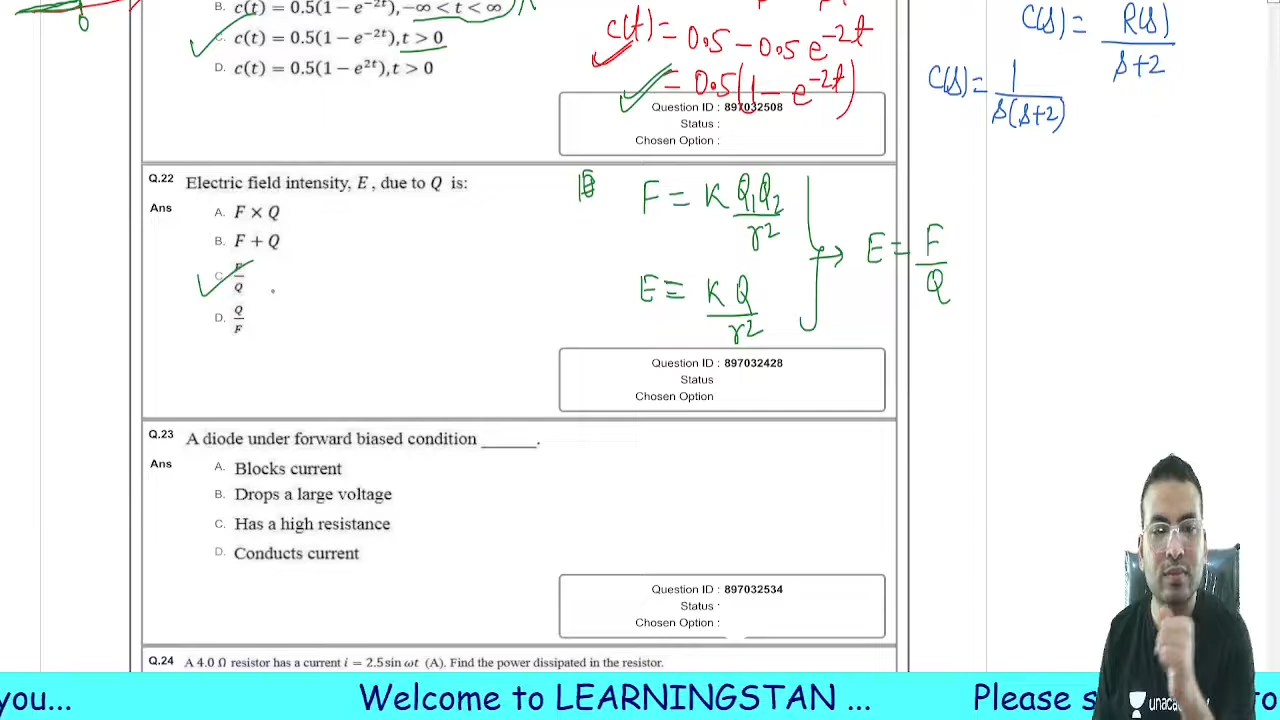 B. c(t) = 0.5(1 − e^{−2t}), −∞ < t < ∞
c(t) = 0.5(1 − e^{−2t}), t > 0
D. c(t) = 0.5(1 − e^{2t}), t > 0
c(t) = 0.5 − 0.5 e^{−2t}
= 0.5(1 − e^{−2t})
C(s) = R(s)/s+2
C(s) = 1/s(s+2)
Question ID : 897032508
Status :
Chosen Option :
Q.22 Electric field intensity, E , due to Q is:
Ans A. F × Q
B. F + Q
C. F/Q
D. Q/F
F = K Q₁Q₂/r²
E = KQ/r²
→ E = F/Q
Question ID : 897032428
Status
Chosen Option
Q.23 A diode under forward biased condition ______.
Ans A. Blocks current
B. Drops a large voltage
C. Has a high resistance
D. Conducts current
Question ID : 897032534
Status :
Chosen Option :
Q.24 A 4.0 Ω resistor has a current i = 2.5 sin ωt (A). Find the power dissipated in the resistor.
you... Welcome to LEARNINGSTAN ... Please